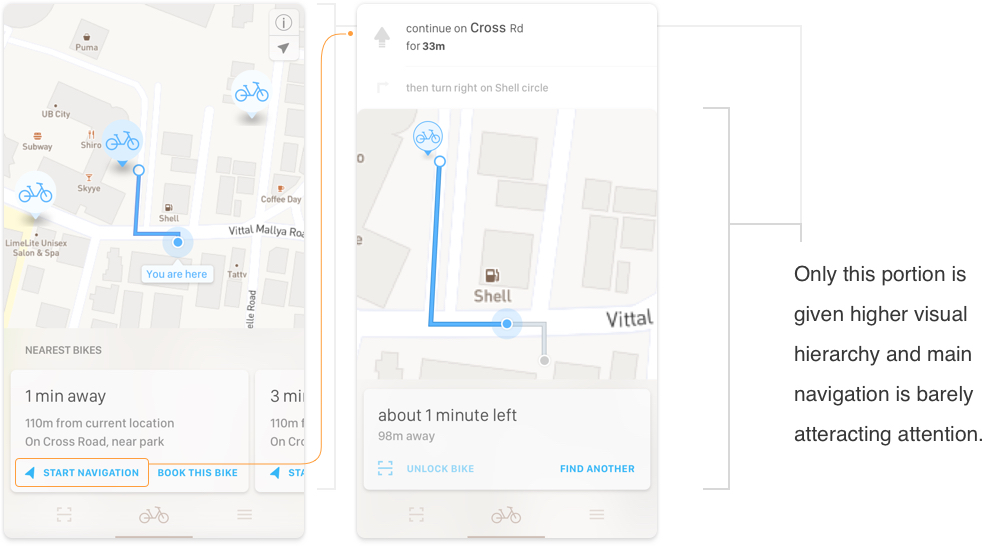 Puma
UB City
Subway
Shiro
Skyye
Shell
Coffee Day
LimeLite Unisex
Salon & Spa
Vittal Mallya Roa
You are here
Tattv
elle Road
NEAREST BIKES
1 min away
110m from current location
On Cross Road, near park
START NAVIGATION
BOOK THIS BIKE
3 mi
110m f
On Cro
STA
continue on Cross Rd
for 33m
then turn right on Shell circle
Shell
Vittal
about 1 minute left
98m away
UNLOCK BIKE
FIND ANOTHER
Only this portion is
given higher visual
hierarchy and main
navigation is barely
atteracting attention.